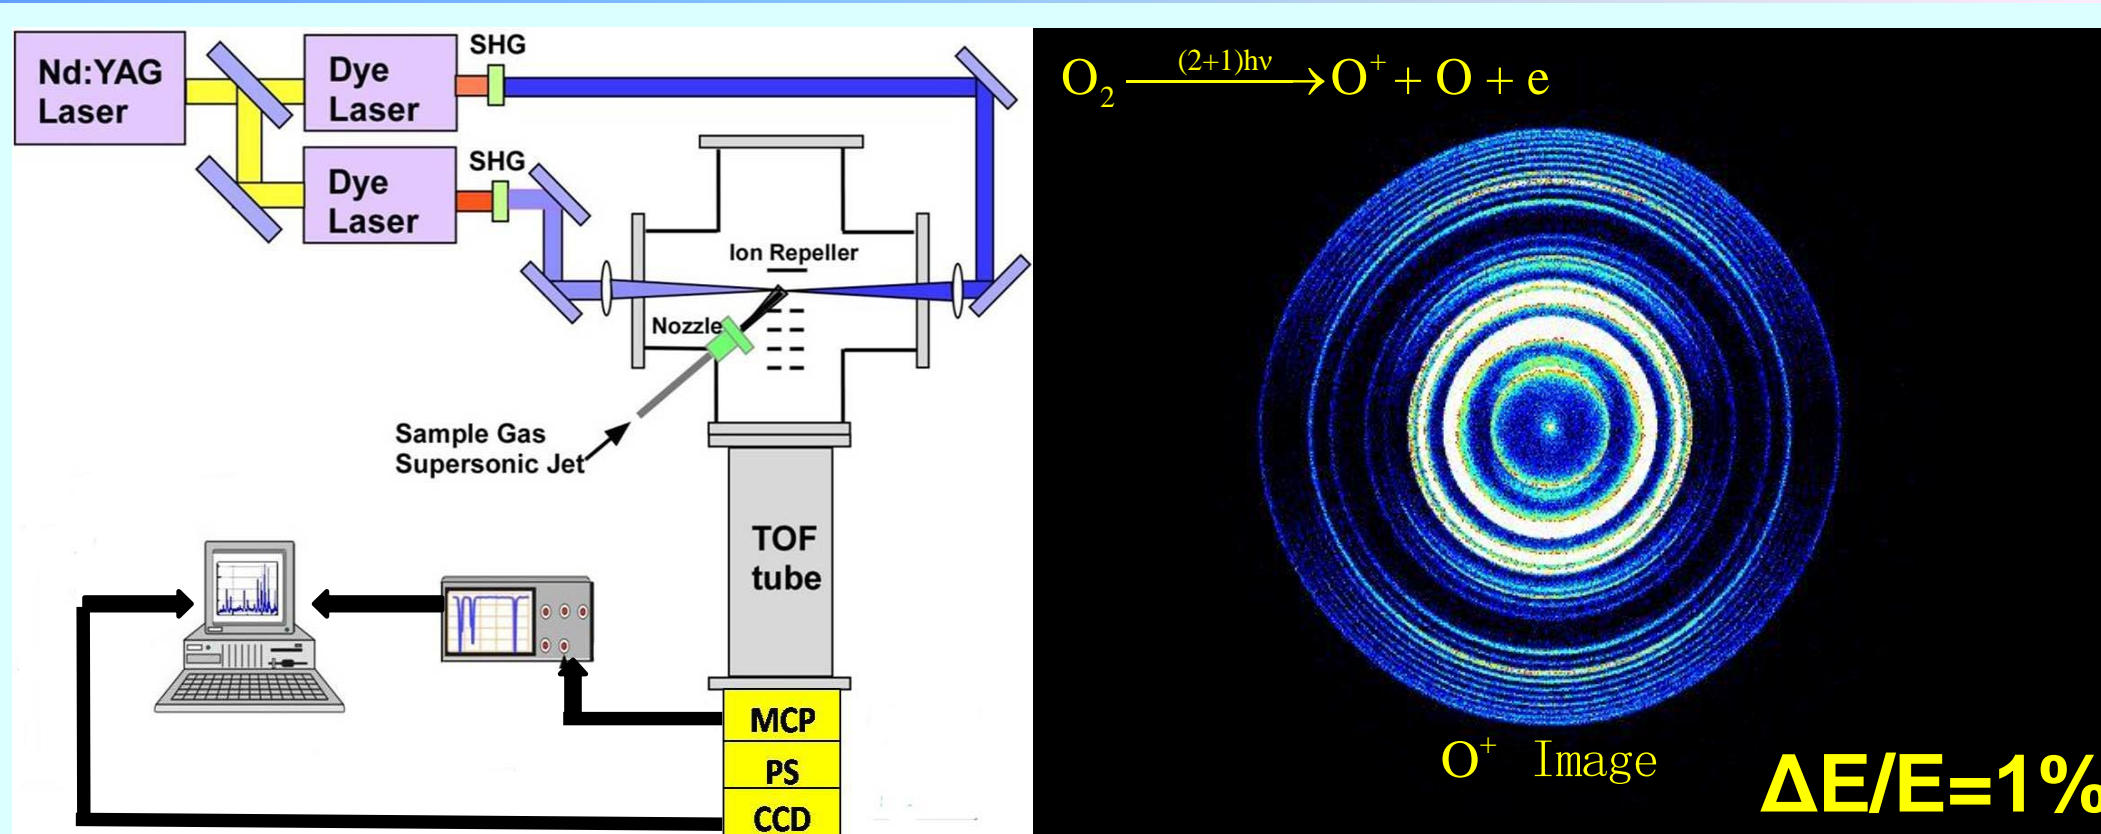 Nd:YAG
Laser
Dye
Laser
SHG
Dye
Laser
SHG
Ion Repeller
Nozzle
Sample Gas
Supersonic Jet
TOF
tube
MCP
PS
CCD
O₂ (2+1)hν → O⁺ + O + e
O⁺ Image
ΔE/E=1%